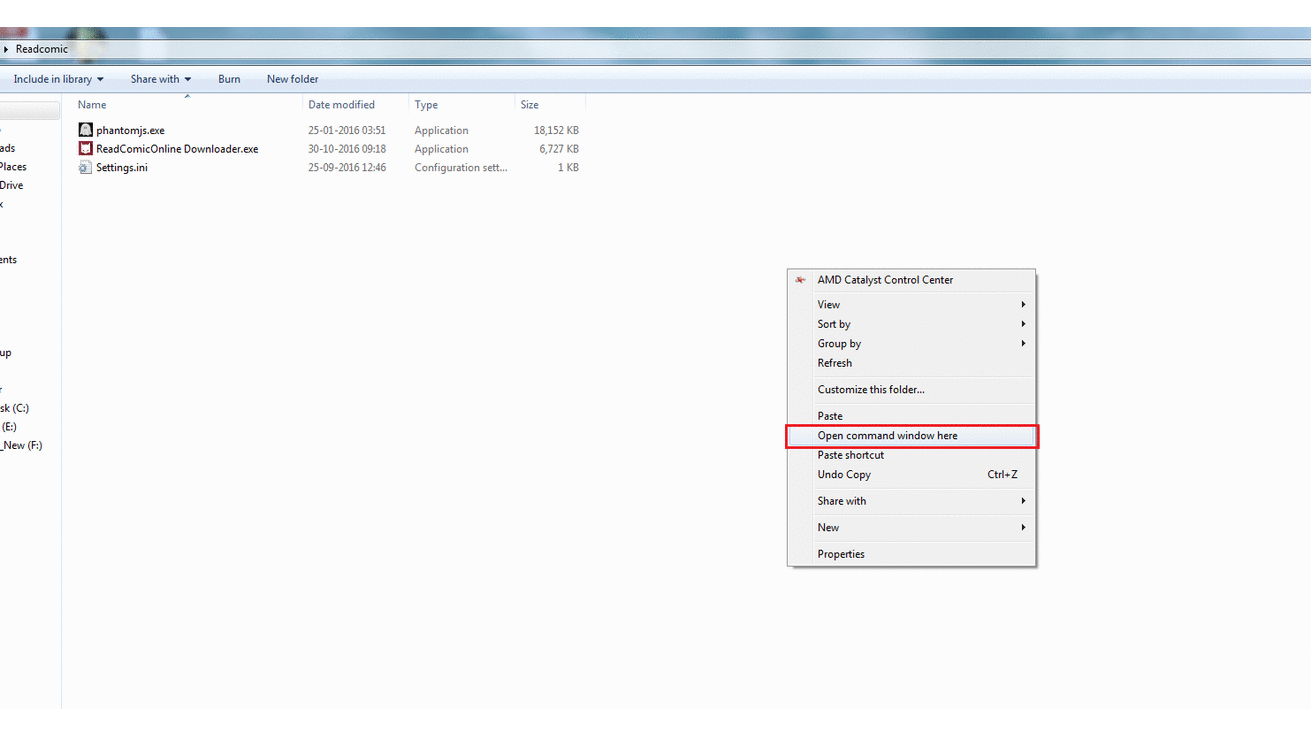 Readcomic
Include in library Share with Burn New folder
Name Date modified Type Size
phantomjs.exe 25-01-2016 03:51 Application 18,152 KB
ReadComicOnline Downloader.exe 30-10-2016 09:18 Application 6,727 KB
Settings.ini 25-09-2016 12:46 Configuration sett... 1 KB
ads
Places
Drive
x
ents
up
r
sk (C:)
(E:)
_New (F:)
AMD Catalyst Control Center
View
Sort by
Group by
Refresh
Customize this folder...
Paste
Open command window here
Paste shortcut
Undo Copy Ctrl+Z
Share with
New
Properties